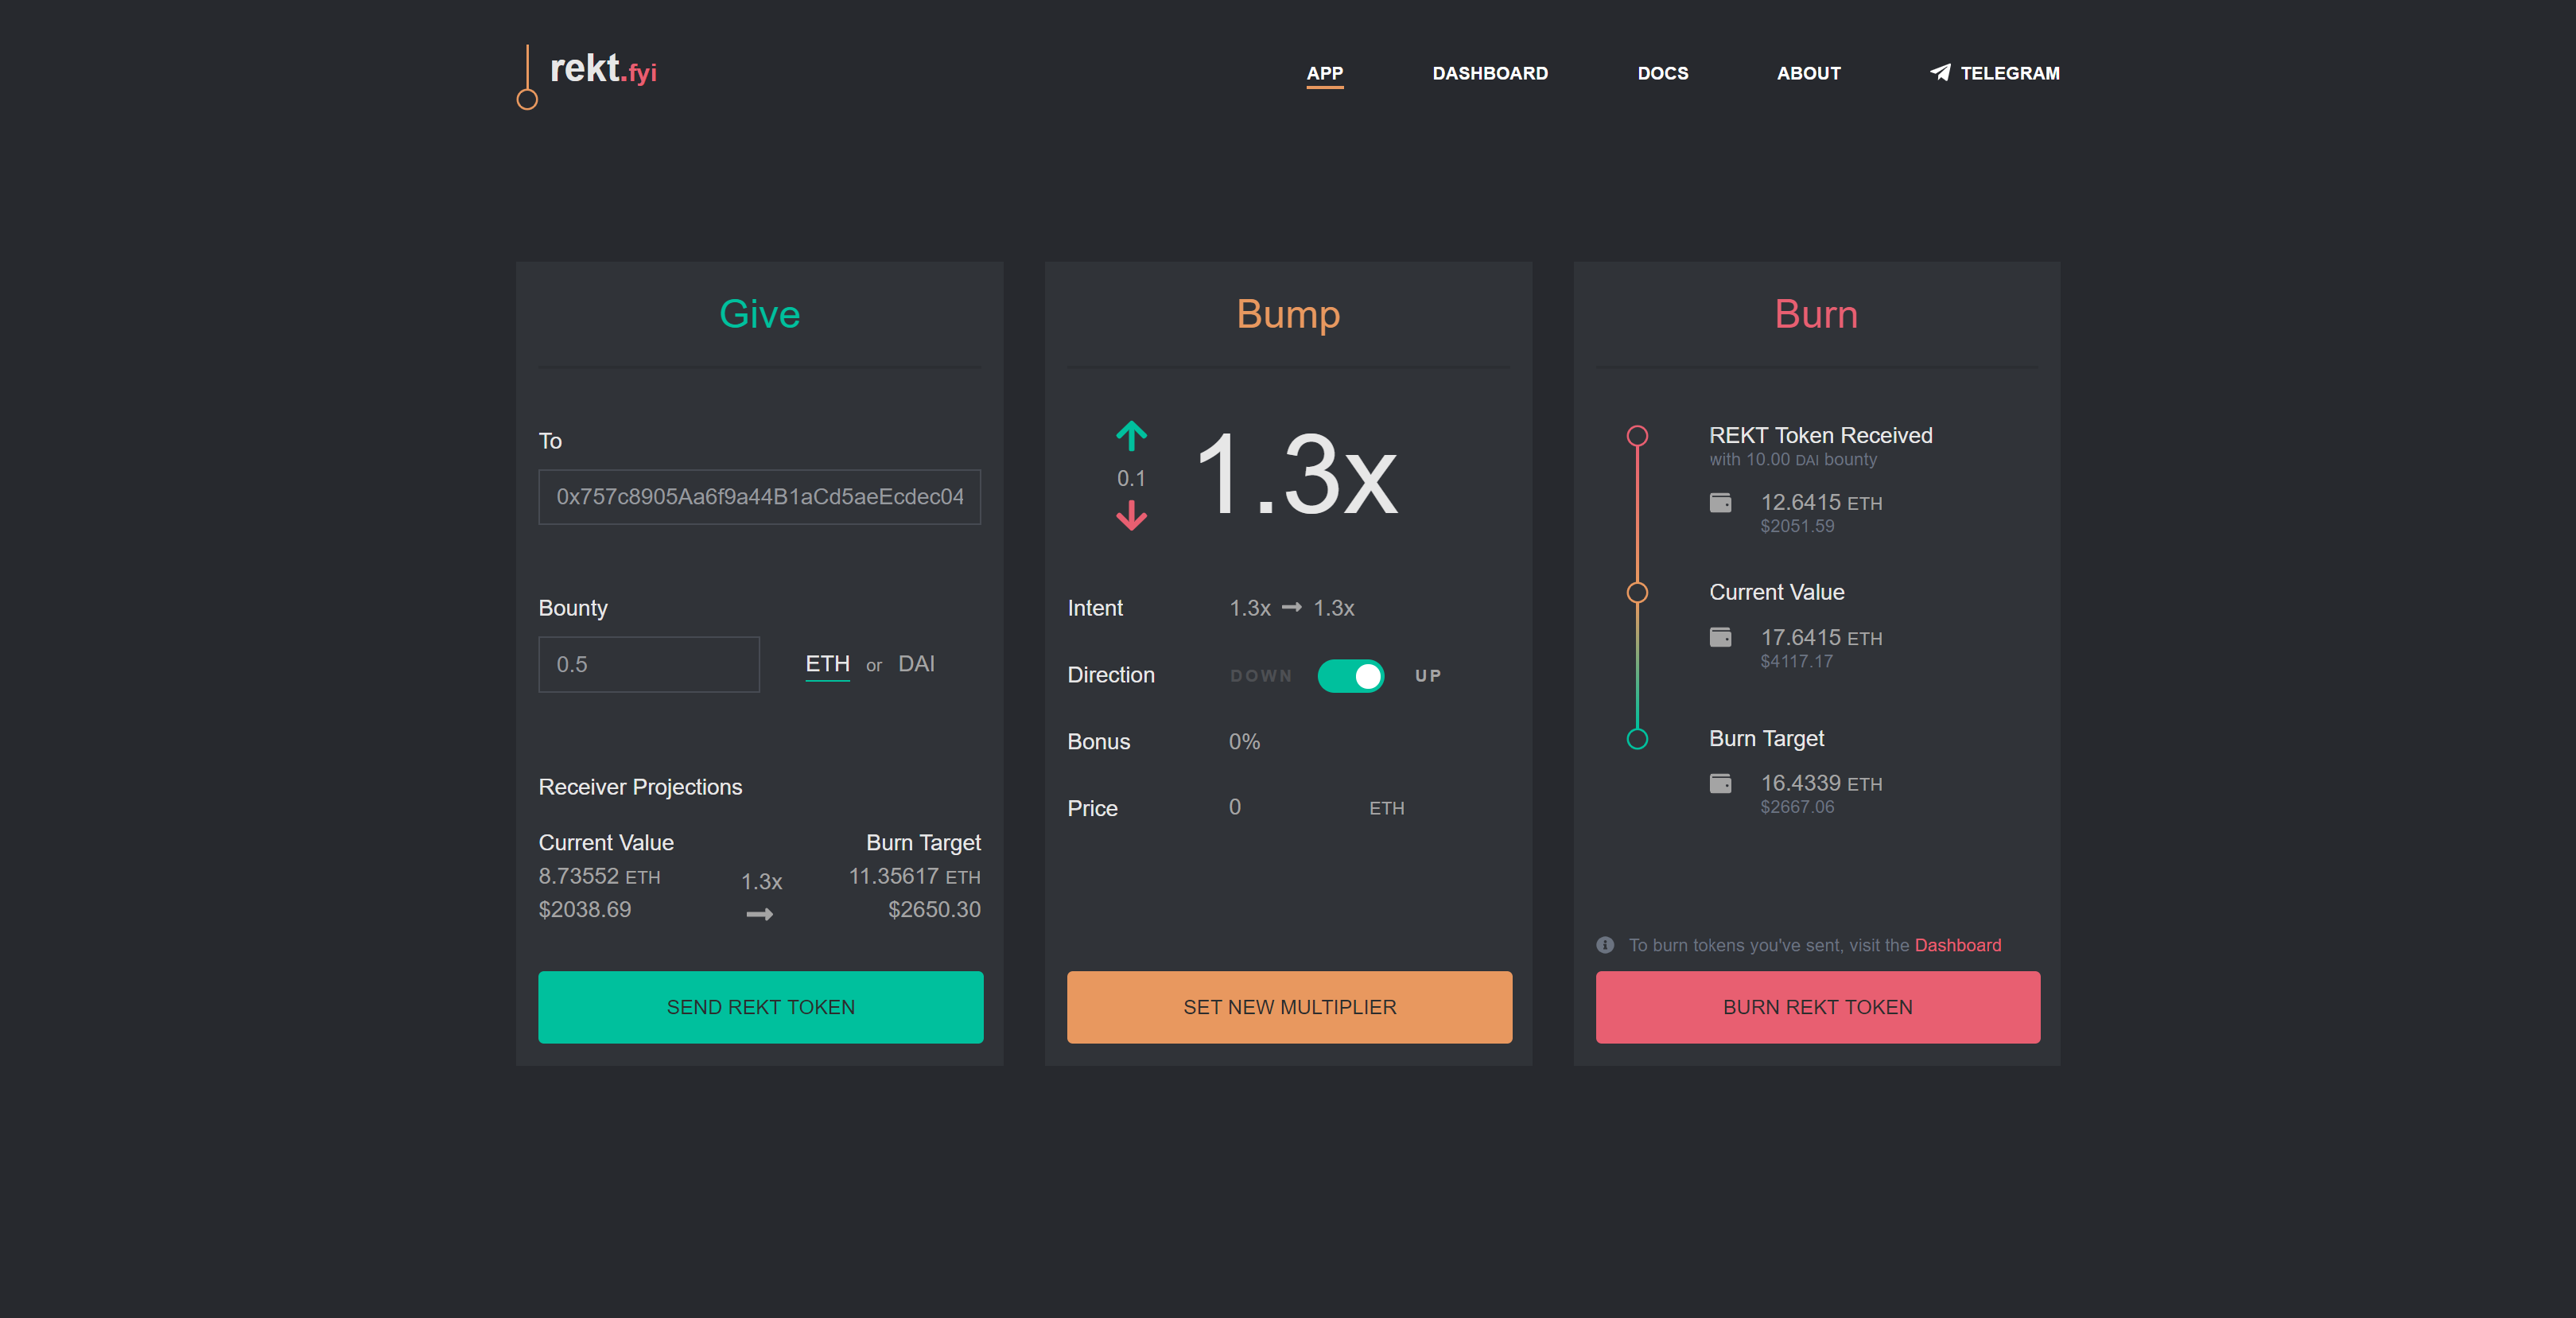 rekt.fyi
APP DASHBOARD DOCS ABOUT TELEGRAM
Give
To
0x757c8905Aa6f9a44B1aCd5aeEcdec04
Bounty
0.5 ETH or DAI
Receiver Projections
Current Value Burn Target
8.73552 ETH 1.3x 11.35617 ETH
$2038.69 $2650.30
SEND REKT TOKEN
Bump
0.1 1.3x
Intent 1.3x → 1.3x
Direction DOWN UP
Bonus 0%
Price 0 ETH
SET NEW MULTIPLIER
Burn
REKT Token Received
with 10.00 DAI bounty
12.6415 ETH
$2051.59
Current Value
17.6415 ETH
$4117.17
Burn Target
16.4339 ETH
$2667.06
To burn tokens you've sent, visit the Dashboard
BURN REKT TOKEN